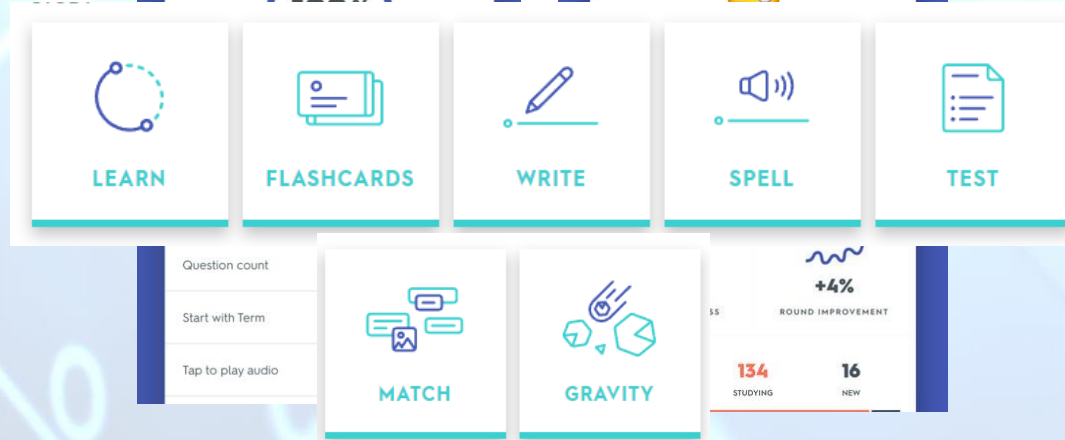 LEARN
FLASHCARDS
WRITE
SPELL
TEST
Question count
Start with Term
Tap to play audio
MATCH
GRAVITY
+4%
SS
ROUND IMPROVEMENT
134
16
STUDYING
NEW